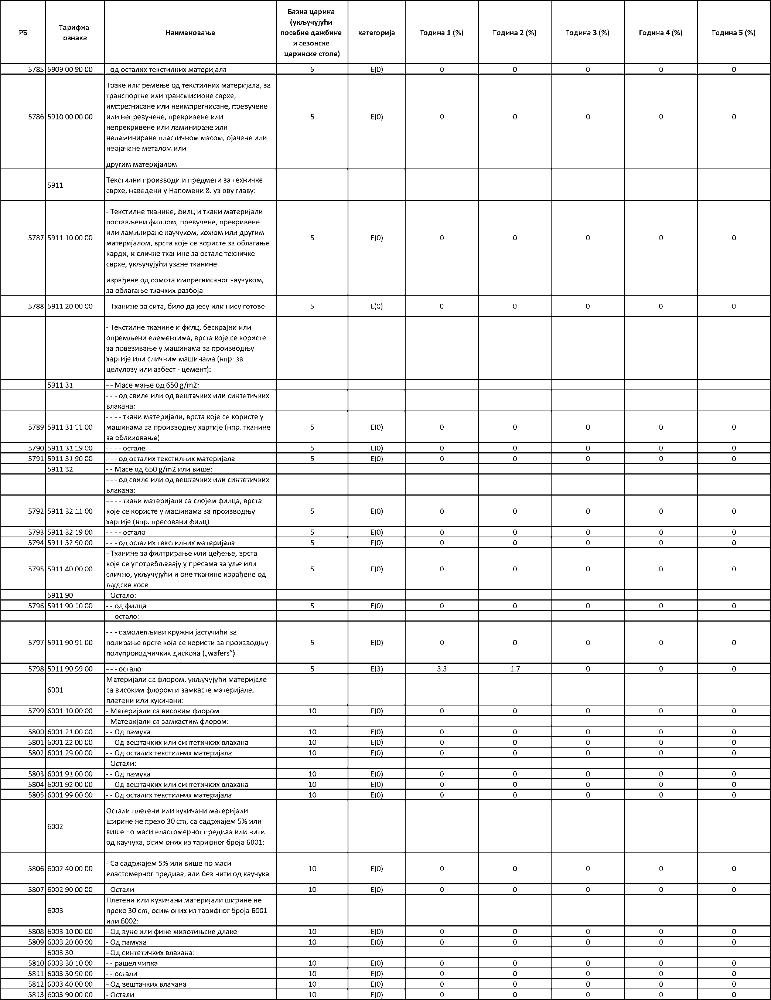 РБ Тарифна ознака Наименовање Базна царина (укључујући посебне дажбине и сезонске царинске стопе) категорија Година 1 (%) Година 2 (%) Година 3 (%) Година 4 (%) Година 5 (%)
5785 5909 00 90 00 - од осталих текстилних материјала 5 E(0) 0 0 0 0 0
Траке или ремење од текстилних материјала, за
транспортне или трансмисионе сврхе,
импрегнисане или неимпрегнисане, превучене
5786 5910 00 00 00 или непревучене, прекривене или 5 E(0) 0 0 0 0 0
непрекривене или ламиниране или
неламиниране пластичном масом, ојачане или
неојачане металом или
другим материјалом
5911 Текстилни производи и предмети за техничке
сврхе, наведени у Напомени 8. уз ову главу:
- Текстилне тканине, филц и ткани материјали
постављени филцом, превучене, прекривене
5787 5911 10 00 00 или ламиниране каучуком, кожом или другим 5 E(0) 0 0 0 0 0
материјалом, врста које се користе за облагање
карди, и сличне тканине за остале техничке
сврхе, укључујући узане тканине
израђене од сомота импрегнисаног каучуком,
за облагање ткачких разбоја
5788 5911 20 00 00 - Тканине за сита, било да јесу или нису готове 5 E(0) 0 0 0 0 0
- Текстилне тканине и филц, бескрајни или
опремљени елементима, врста које се користе
за повезивање у машинама за производњу
хартије или сличним машинама (нпр: за
целулозу или азбест - цемент):
5911 31 - - Масе мање од 650 g/m2:
- - - од свиле или од вештачких или синтетичких
влакана:
- - - - ткани материјали, врста које се користе у
5789 5911 31 11 00 машинама за производњу хартије (нпр. тканине 5 E(0) 0 0 0 0 0
за обликовање)
5790 5911 31 19 00 - - - - остале 5 E(0) 0 0 0 0 0
5791 5911 31 90 00 - - - од осталих текстилних материјала 5 E(0) 0 0 0 0 0
5911 32 - - Масе од 650 g/m2 или више:
- - - од свиле или од вештачких или синтетичких
влакана:
- - - - ткани материјали са слојем филца, врста
5792 5911 32 11 00 које се користе у машинама за производњу 5 E(0) 0 0 0 0 0
хартије (нпр. пресовани филц)
5793 5911 32 19 00 - - - - остало 5 E(0) 0 0 0 0 0
5794 5911 32 90 00 - - - од осталих текстилних материјала 5 E(0) 0 0 0 0 0
- Тканине за филтрирање или цеђење, врста
које се употребљавају у пресама за уље или
5795 5911 40 00 00 слично, укључујући и оне тканине израђене од 5 E(0) 0 0 0 0 0
људске косе
5911 90 - Остало:
5796 5911 90 10 00 - - од филца 5 E(0) 0 0 0 0 0
- - остало:
- - - самолепљиви кружни јастучићи за
5797 5911 90 91 00 полирање врсте која се користи за производњу 5 E(0) 0 0 0 0 0
полупроводничких дискова („wafers”)
5798 5911 90 99 00 - - - остало 5 E(3) 3.3 1.7 0 0 0
Материјали са флором, укључујући материјале
6001 са високим флором и замкасте материјале,
плетени или кукичани:
5799 6001 10 00 00 - Материјали са високим флором 10 E(0) 0 0 0 0 0
- Материјали са замкастим флором:
5800 6001 21 00 00 - - Од памука 10 E(0) 0 0 0 0 0
5801 6001 22 00 00 - - Од вештачких или синтетичких влакана 10 E(0) 0 0 0 0 0
5802 6001 29 00 00 - - Од осталих текстилних материјала 10 E(0) 0 0 0 0 0
- Остали:
5803 6001 91 00 00 - - Од памука 10 E(0) 0 0 0 0 0
5804 6001 92 00 00 - - Од вештачких или синтетичких влакана 10 E(0) 0 0 0 0 0
5805 6001 99 00 00 - - Од осталих текстилних материјала 10 E(0) 0 0 0 0 0
Остали плетени или кукичани материјали
ширине не преко 30 cm, са садржајем 5% или
6002 више по маси еластомерног предива или нити
од каучука, осим оних из тарифног броја 6001:
5806 6002 40 00 00 - Са садржајем 5% или више по маси 10 E(0) 0 0 0 0 0
еластомерног предива, али без нити од каучука
5807 6002 90 00 00 - Остали 10 E(0) 0 0 0 0 0
Плетени или кукичани материјали ширине не
6003 преко 30 cm, осим оних из тарифног броја 6001
или 6002:
5808 6003 10 00 00 - Од вуне или фине животињске длаке 10 E(0) 0 0 0 0 0
5809 6003 20 00 00 - Од памука 10 E(0) 0 0 0 0 0
6003 30 - Од синтетичких влакана:
5810 6003 30 10 00 - - рашел чипка 10 E(0) 0 0 0 0 0
5811 6003 30 90 00 - - остали 10 E(0) 0 0 0 0 0
5812 6003 40 00 00 - Од вештачких влакана 10 E(0) 0 0 0 0 0
5813 6003 90 00 00 - Остали 10 E(0) 0 0 0 0 0